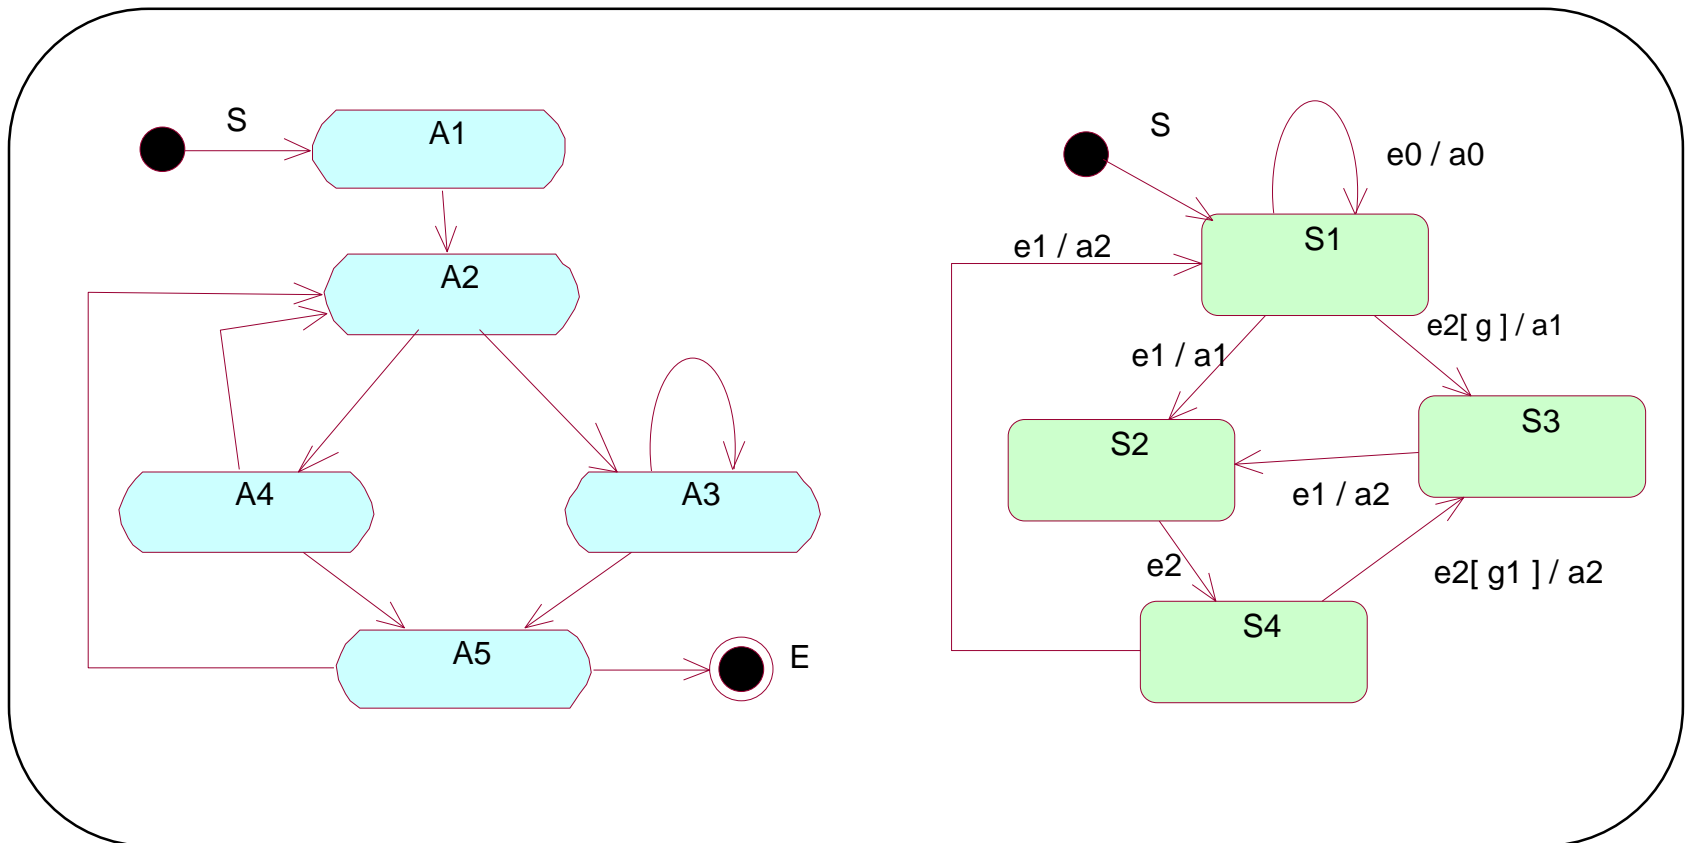 S
A1
A2
A4
A3
A5
E
S
e0 / a0
S1
e1 / a2
e2[ g ] / a1
e1 / a1
S2
S3
e1 / a2
e2
e2[ g1 ] / a2
S4